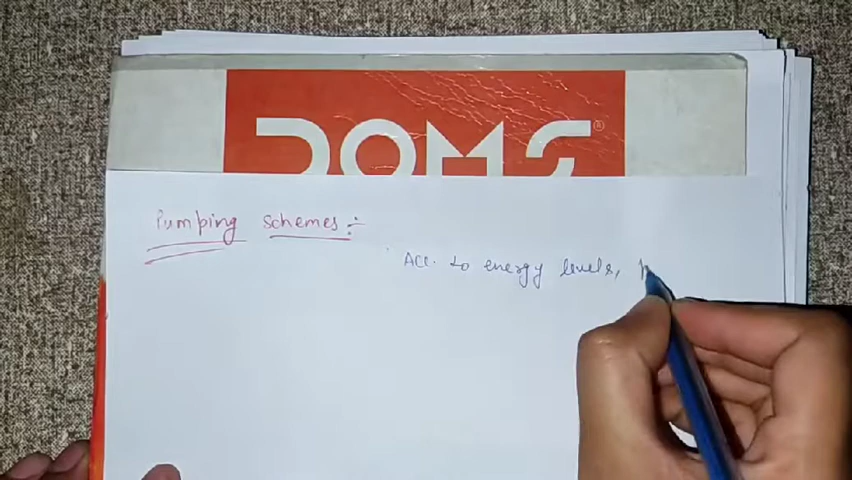 DOMS®
Pumping schemes :-
Acc. to energy levels,